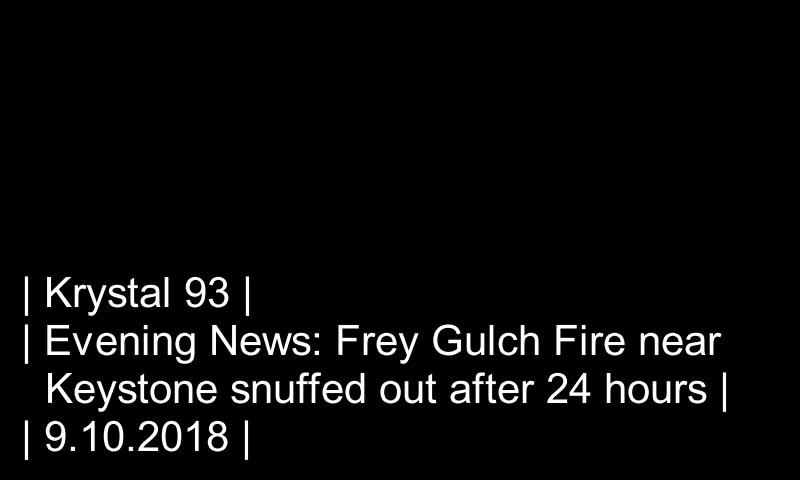 | Krystal 93 |
| Evening News: Frey Gulch Fire near
Keystone snuffed out after 24 hours |
| 9.10.2018 |